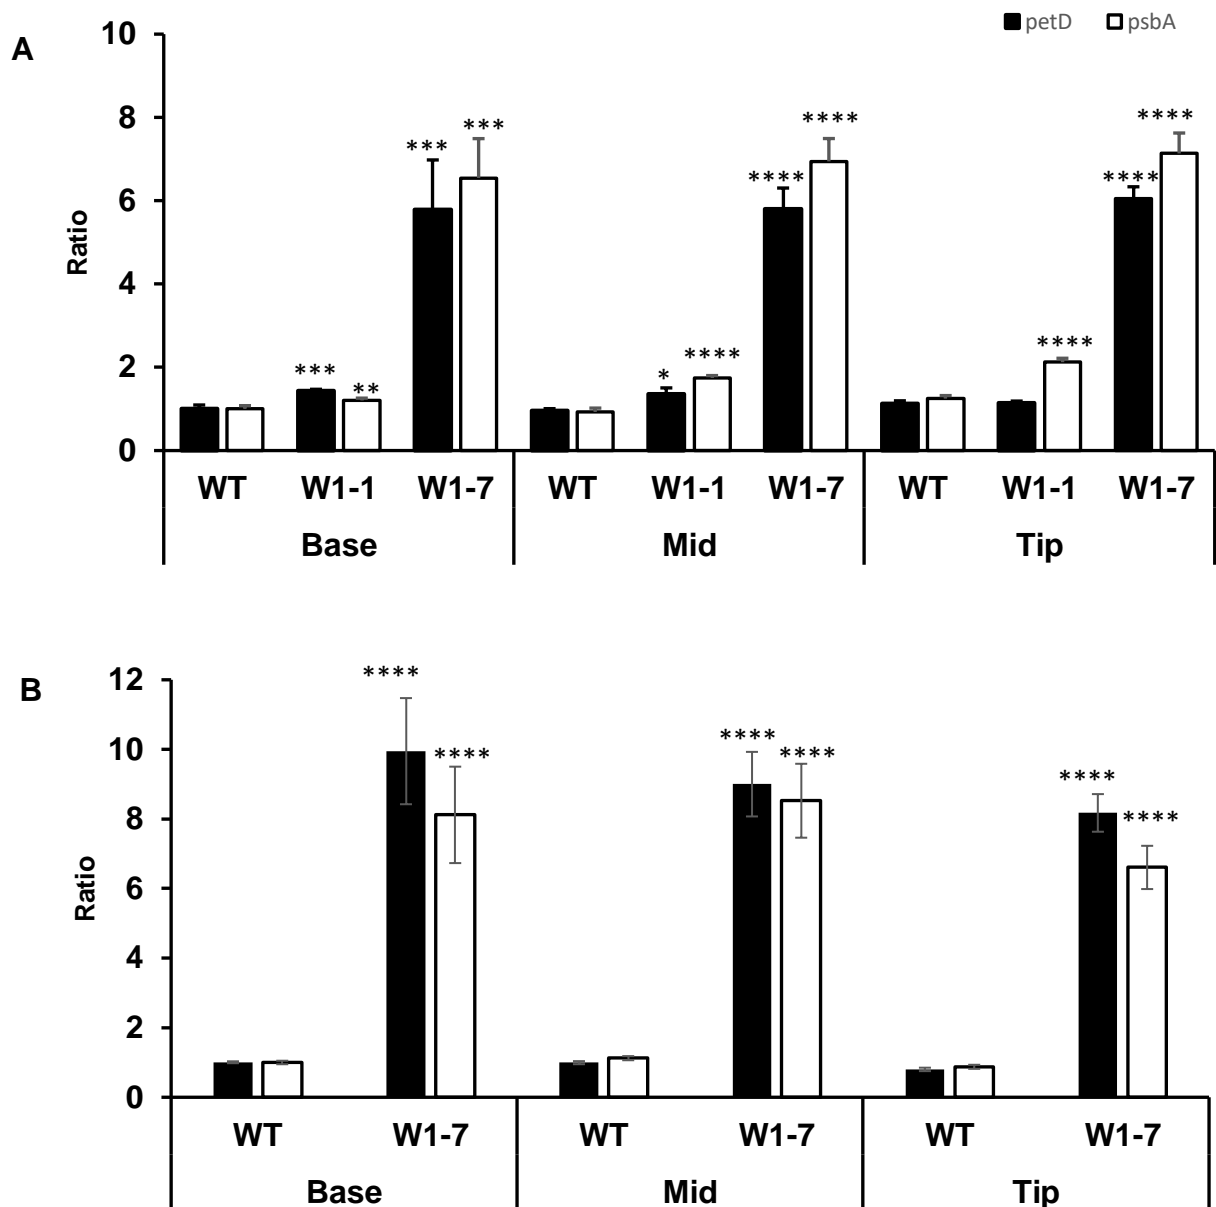 petD psbA
A
10
8
6
4
2
0
Ratio
*** *** **** **** **** ****
*** ** * **** ****
WT W1-1 W1-7 WT W1-1 W1-7 WT W1-1 W1-7
Base Mid Tip
B
12
10
8
6
4
2
0
Ratio
**** **** **** **** **** ****
WT W1-7 WT W1-7 WT W1-7
Base Mid Tip